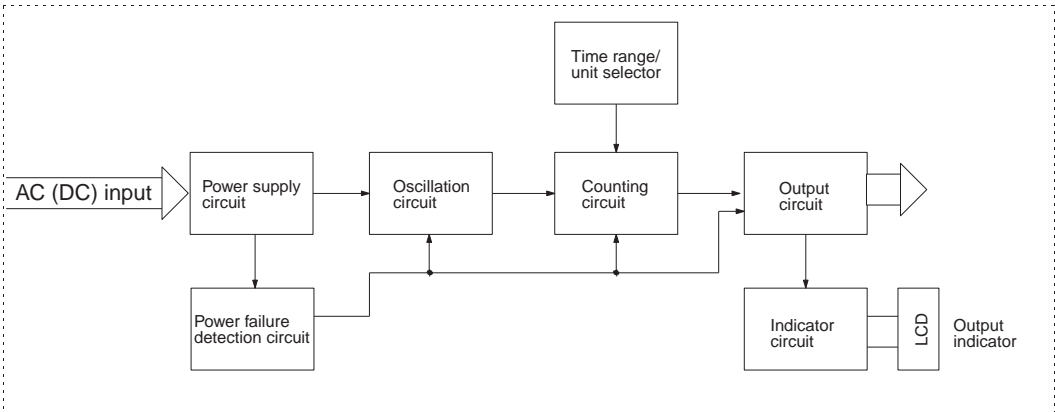 Time range/
unit selector
AC (DC) input
Power supply
circuit
Oscillation
circuit
Counting
circuit
Output
circuit
Power failure
detection circuit
Indicator
circuit
LCD
Output
indicator